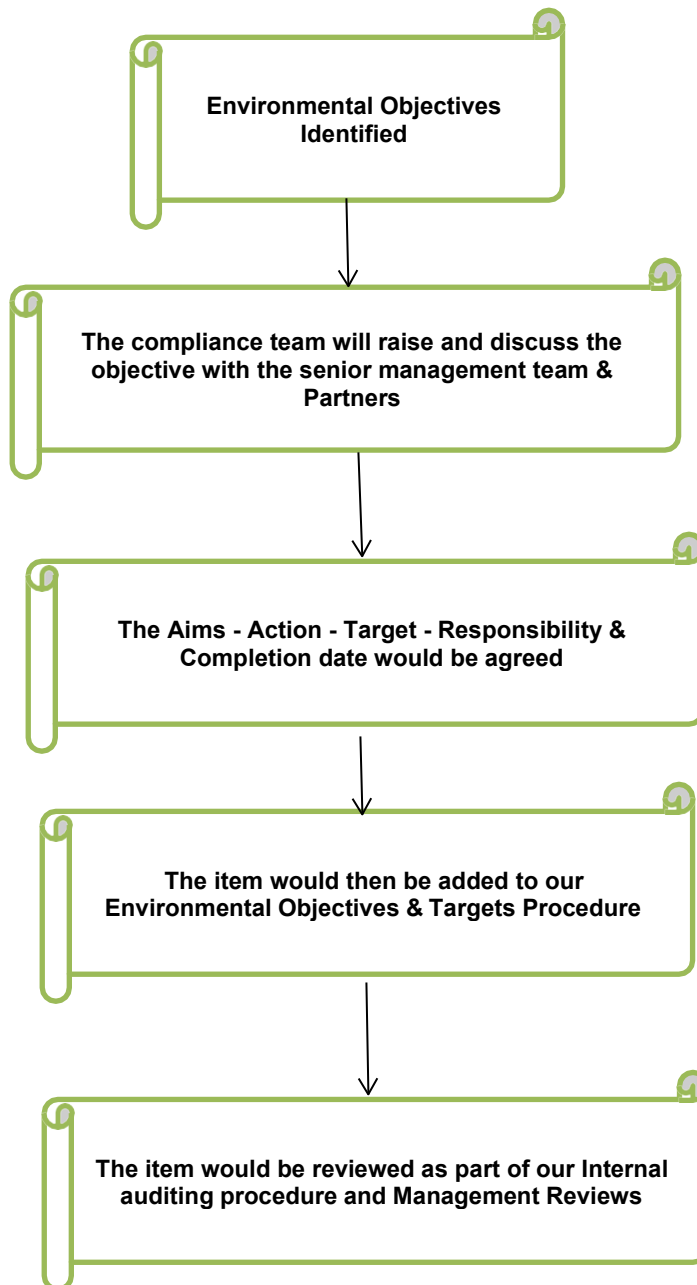 Environmental Objectives
Identified
The compliance team will raise and discuss the
objective with the senior management team &
Partners
The Aims - Action - Target - Responsibility &
Completion date would be agreed
The item would then be added to our
Environmental Objectives & Targets Procedure
The item would be reviewed as part of our Internal
auditing procedure and Management Reviews